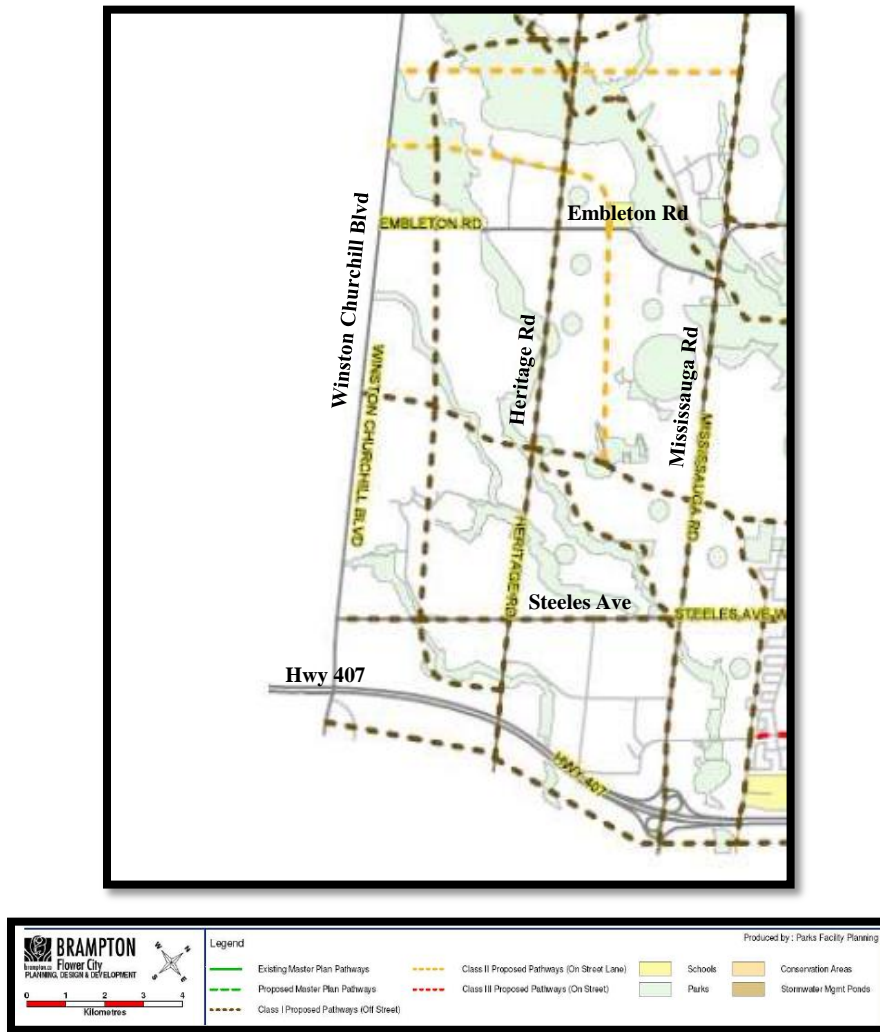 Embleton Rd
EMBLETON RD
Winston Churchill Blvd
Heritage Rd
Mississauga Rd
WINSTON CHURCHILL BLVD
MISSISSAUGA RD
HERITAGE RD
Steeles Ave
STEELES AVE W
Hwy 407
HWY 407
BRAMPTON
brampton.ca Flower City
PLANNING, DESIGN & DEVELOPMENT
N
E
S
W
0 1 2 3 4
Kilometres
Legend
Produced by : Parks Facility Planning
Existing Master Plan Pathways
Proposed Master Plan Pathways
Class I Proposed Pathways (Off Street)
Class II Proposed Pathways (On Street Lane)
Class III Proposed Pathways (On Street)
Schools
Parks
Conservation Areas
Stormwater Mgmt Ponds